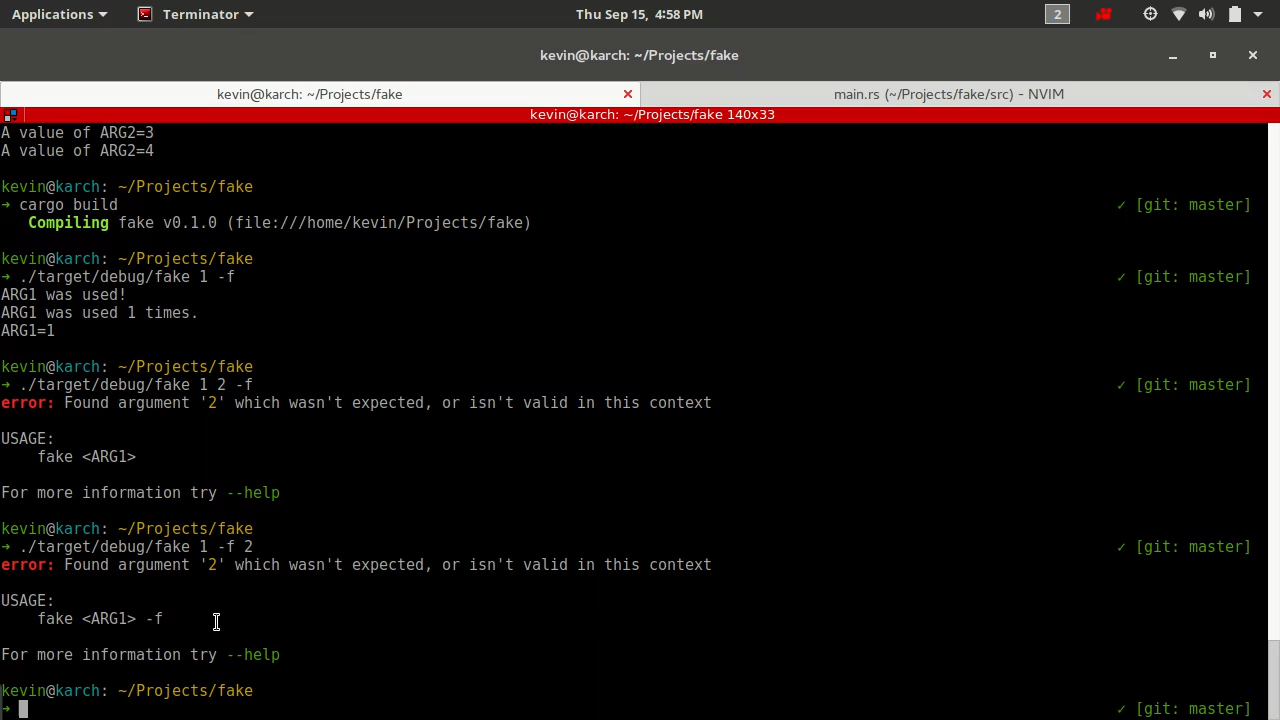 Applications Terminator Thu Sep 15, 4:58 PM 2
kevin@karch: ~/Projects/fake
kevin@karch: ~/Projects/fake main.rs (~/Projects/fake/src) - NVIM
kevin@karch: ~/Projects/fake 140x33
A value of ARG2=3
A value of ARG2=4
kevin@karch: ~/Projects/fake
➜ cargo build ✓ [git: master]
Compiling fake v0.1.0 (file:///home/kevin/Projects/fake)
kevin@karch: ~/Projects/fake
➜ ./target/debug/fake 1 -f ✓ [git: master]
ARG1 was used!
ARG1 was used 1 times.
ARG1=1
kevin@karch: ~/Projects/fake
➜ ./target/debug/fake 1 2 -f ✓ [git: master]
error: Found argument '2' which wasn't expected, or isn't valid in this context
USAGE:
fake <ARG1>
For more information try --help
kevin@karch: ~/Projects/fake
➜ ./target/debug/fake 1 -f 2 ✓ [git: master]
error: Found argument '2' which wasn't expected, or isn't valid in this context
USAGE:
fake <ARG1> -f
For more information try --help
kevin@karch: ~/Projects/fake
➜ ✓ [git: master]